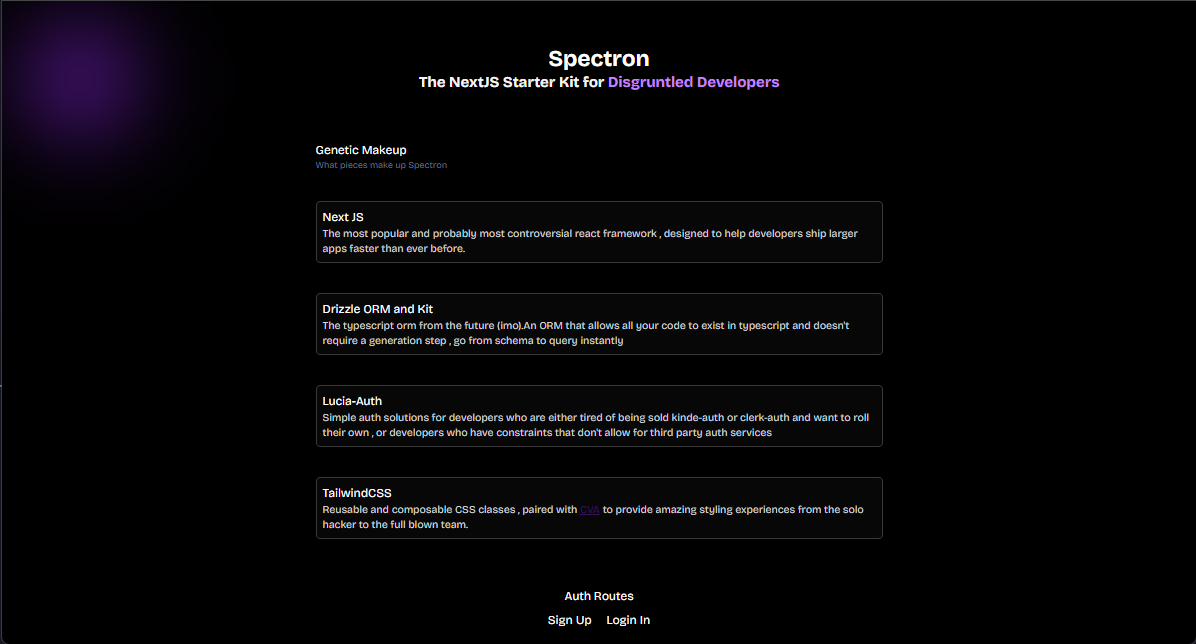 Spectron
The NextJS Starter Kit for Disgruntled Developers
Genetic Makeup
What pieces make up Spectron
Next JS
The most popular and probably most controversial react framework , designed to help developers ship larger
apps faster than ever before.
Drizzle ORM and Kit
The typescript orm from the future (imo).An ORM that allows all your code to exist in typescript and doesn't
require a generation step , go from schema to query instantly
Lucia-Auth
Simple auth solutions for developers who are either tired of being sold kinde-auth or clerk-auth and want to roll
their own , or developers who have constraints that don't allow for third party auth services
TailwindCSS
Reusable and composable CSS classes , paired with CVA to provide amazing styling experiences from the solo
hacker to the full blown team.
Auth Routes
Sign Up Login In